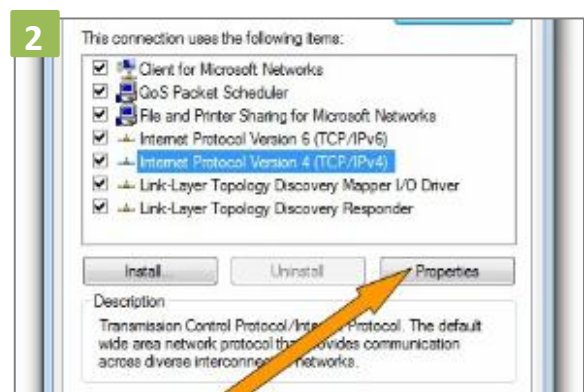 2
This connection uses the following items:
Client for Microsoft Networks
QoS Packet Scheduler
File and Printer Sharing for Microsoft Networks
Internet Protocol Version 6 (TCP/IPv6)
Internet Protocol Version 4 (TCP/IPv4)
Link-Layer Topology Discovery Mapper I/O Driver
Link-Layer Topology Discovery Responder
Install...
Uninstall
Properties
Description
Transmission Control Protocol/Internet Protocol. The default
wide area network protocol that provides communication
across diverse interconnected networks.